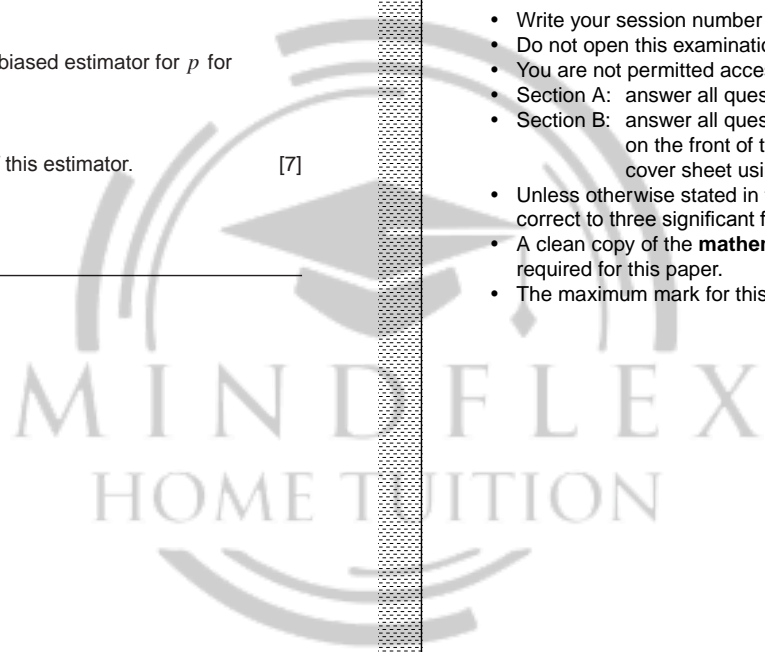 biased estimator for p for
this estimator. [7]
• Write your session number
• Do not open this examinatio
• You are not permitted acces
• Section A: answer all ques
• Section B: answer all ques
on the front of t
cover sheet usi
• Unless otherwise stated in
correct to three significant f
• A clean copy of the mather
required for this paper.
• The maximum mark for this
MINDFLEX
HOME TUITION